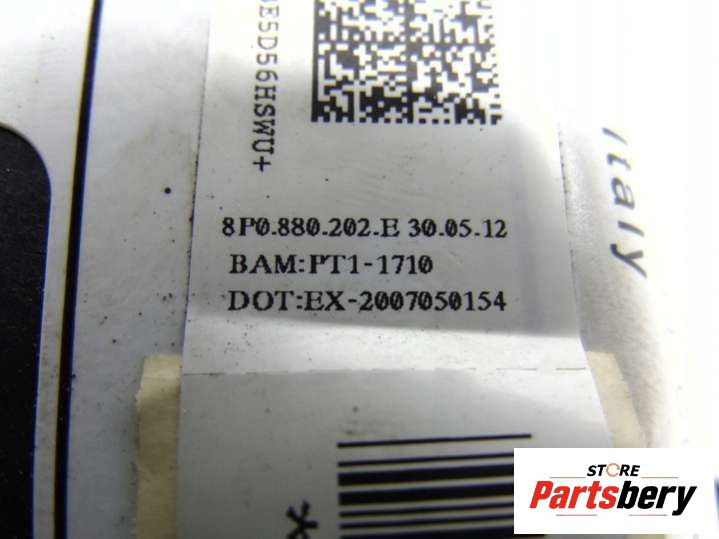 E5D56HSWU+
8P0.880.202.E 30.05.12
BAM:PT1-1710
DOT:EX-2007050154
Italy
*
STORE
Partsbery